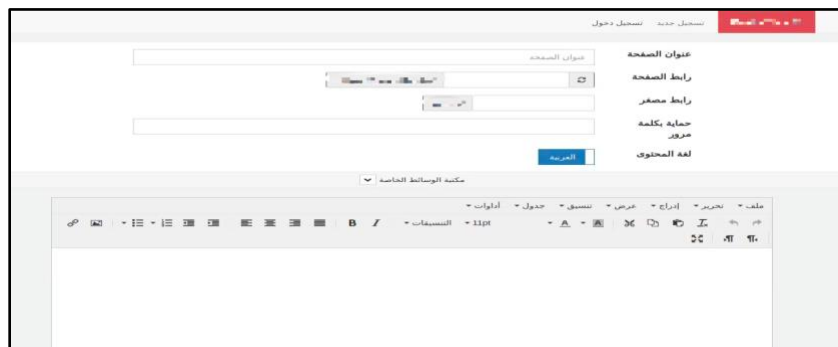 تسجيل جديد تسجيل دخول
عنوان الصفحة عنوان الصفحة
رابط الصفحة
رابط مصغر
حماية بكلمة
مرور
لغة المحتوى العربية
مكتبة الوسائط الخاصة
ملف تحرير إدراج عرض تنسيق جدول أدوات
11pt التنسيقات